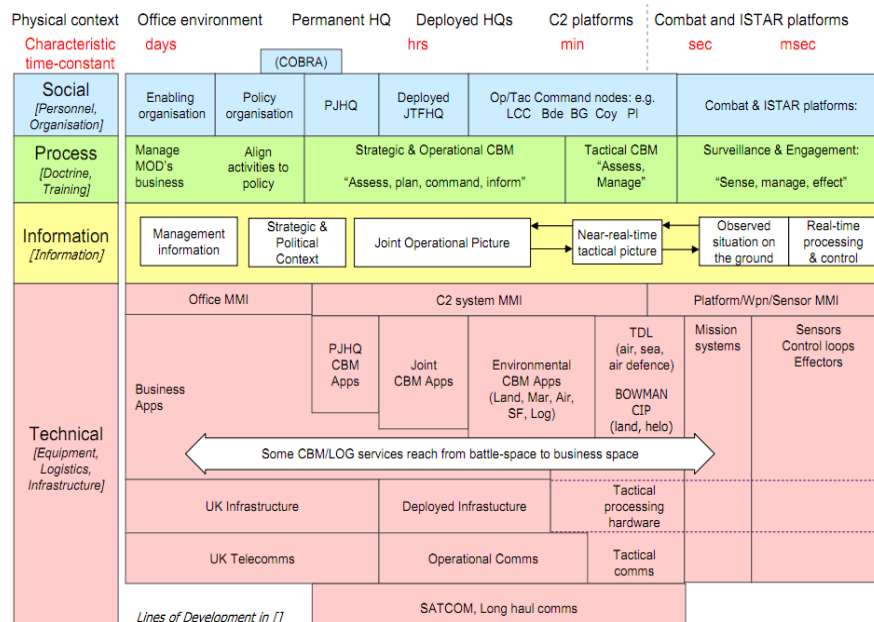 Physical context Office environment Permanent HQ Deployed HQs C2 platforms Combat and ISTAR platforms
Characteristic time-constant days hrs min sec msec
(COBRA)
Social
[Personnel,
Organisation]
Enabling
organisation
Policy
organisation
PJHQ
Deployed
JTFHQ
Op/Tac Command nodes: e.g.
LCC Bde BG Coy Pl
Combat & ISTAR platforms:
Process
[Doctrine,
Training]
Manage
MOD's
business
Align
activities to
policy
Strategic & Operational CBM
"Assess, plan, command, inform"
Tactical CBM
"Assess,
Manage"
Surveillance & Engagement:
"Sense, manage, effect"
Information
[Information]
Management
information
Strategic
&
Political
Context
Joint Operational Picture
Near-real-time
tactical picture
Observed
situation on
the ground
Real-time
processing
& control
Technical
[Equipment,
Logistics,
Infrastructure]
Office MMI
C2 system MMI
Platform/Wpn/Sensor MMI
Business
Apps
PJHQ
CBM
Apps
Joint
CBM Apps
Environmental
CBM Apps
(Land, Mar, Air,
SF, Log)
TDL
(air, sea,
air defence)
BOWMAN
CIP
(land, helo)
Mission
systems
Sensors
Control loops
Effectors
Some CBM/LOG services reach from battle-space to business space
UK Infrastructure
Deployed Infrastucture
Tactical
processing
hardware
UK Telecomms
Operational Comms
Tactical
comms
SATCOM, Long haul comms
Lines of Development in []